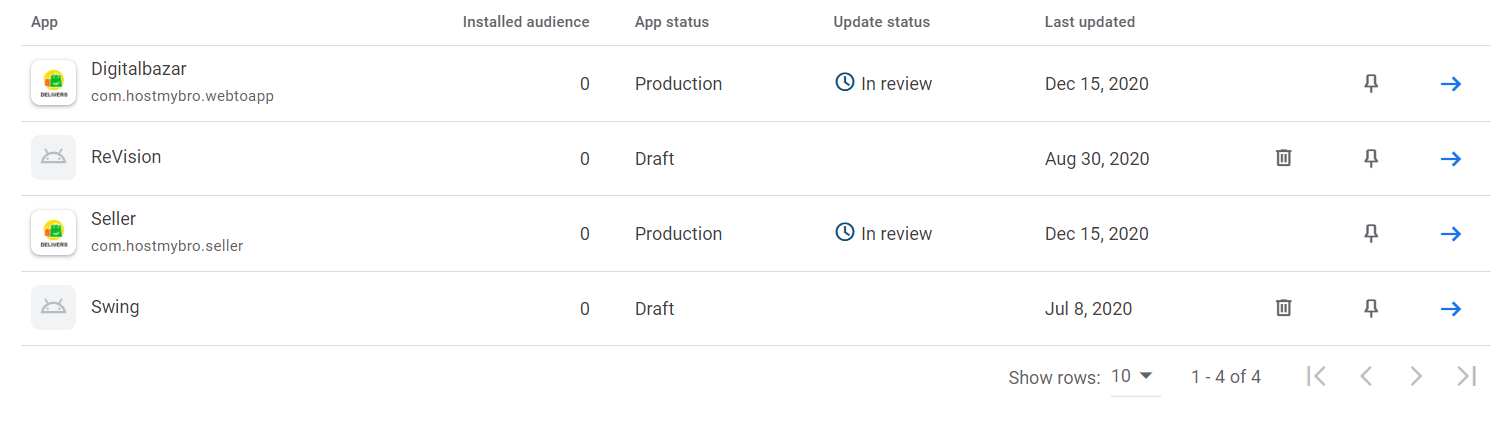 App Installed audience App status Update status Last updated
DELIVERS
Digitalbazar
com.hostmybro.webtoapp
0 Production In review Dec 15, 2020
ReVision 0 Draft Aug 30, 2020
DELIVERS
Seller
com.hostmybro.seller
0 Production In review Dec 15, 2020
Swing 0 Draft Jul 8, 2020
Show rows: 10 1 - 4 of 4